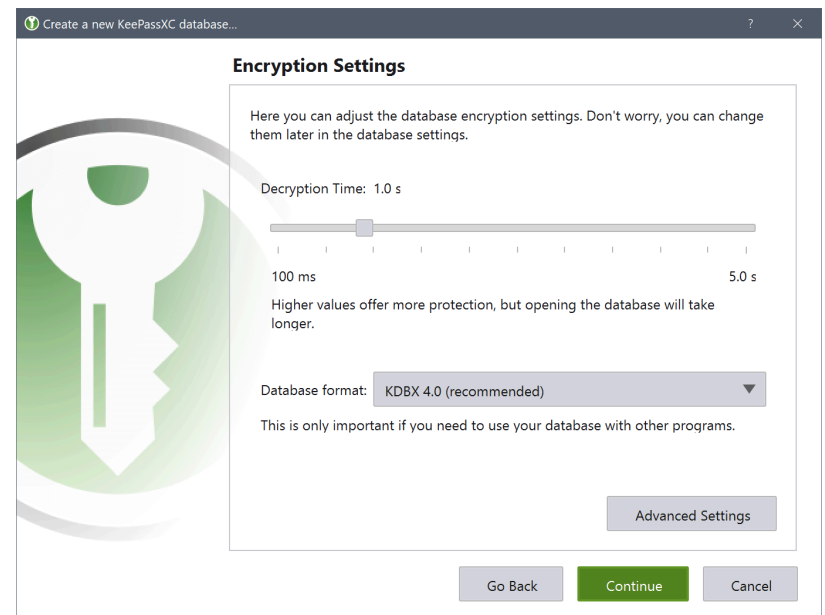 Create a new KeePassXC database...
?
Encryption Settings
Here you can adjust the database encryption settings. Don't worry, you can change
them later in the database settings.
Decryption Time: 1.0 s
100 ms 5.0 s
Higher values offer more protection, but opening the database will take
longer.
Database format: KDBX 4.0 (recommended)
This is only important if you need to use your database with other programs.
Advanced Settings
Go Back Continue Cancel